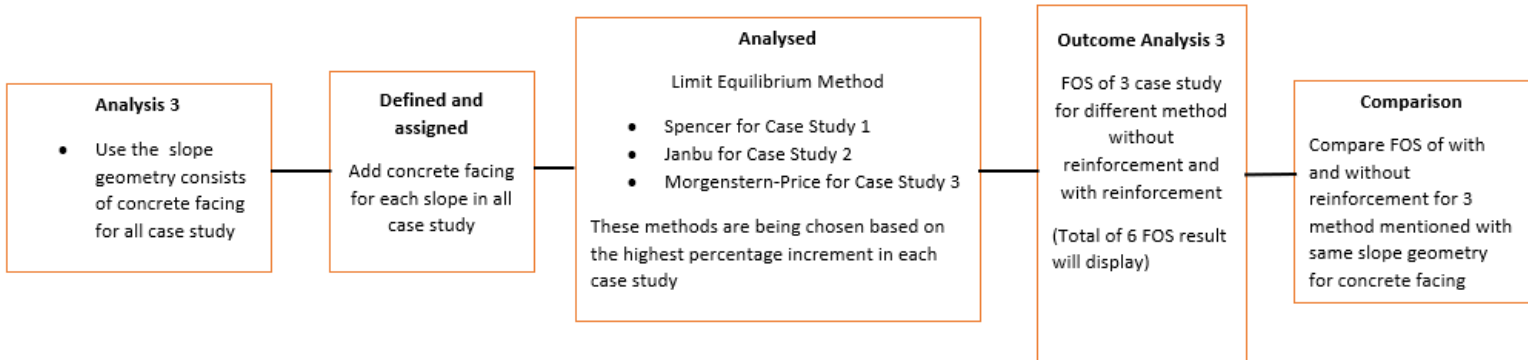 Analysis 3
• Use the slope
geometry consists
of concrete facing
for all case study
Defined and
assigned
Add concrete facing
for each slope in all
case study
Analysed
Limit Equilibrium Method
• Spencer for Case Study 1
• Janbu for Case Study 2
• Morgenstern-Price for Case Study 3
These methods are being chosen based on
the highest percentage increment in each
case study
Outcome Analysis 3
FOS of 3 case study
for different method
without
reinforcement and
with reinforcement
(Total of 6 FOS result
will display)
Comparison
Compare FOS of with
and without
reinforcement for 3
method mentioned with
same slope geometry
for concrete facing